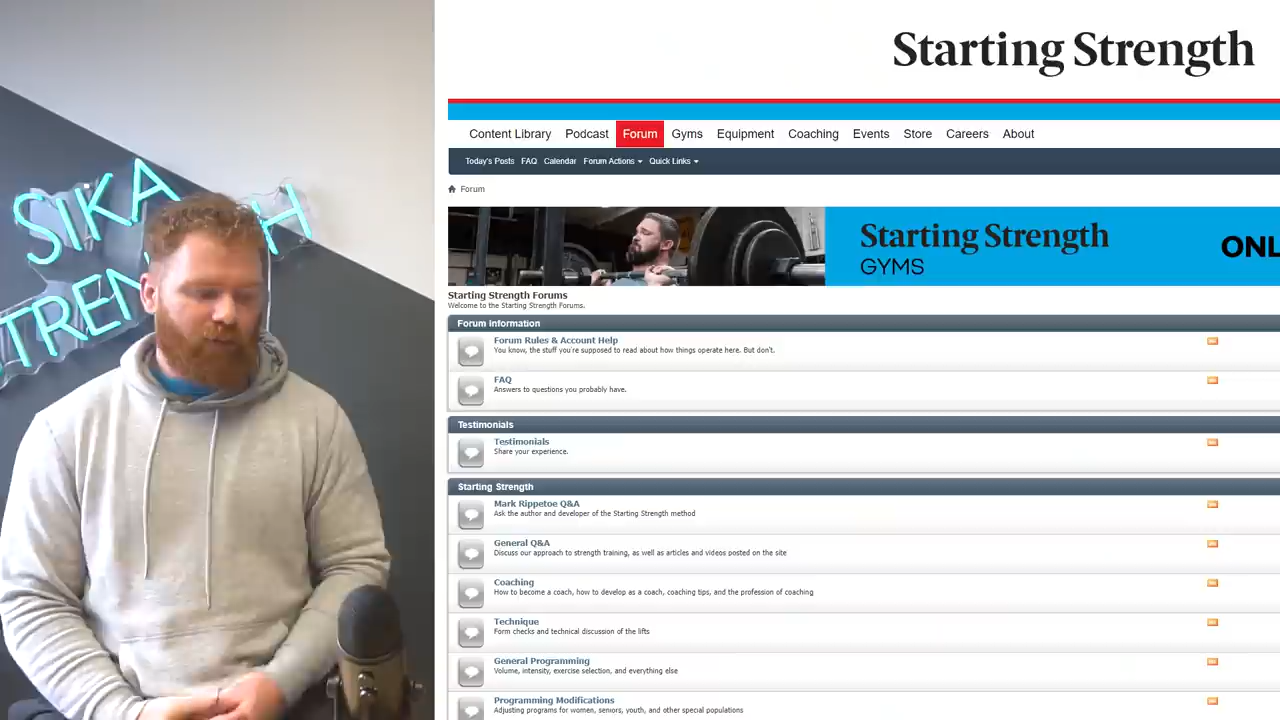 SIKA
STRENGTH
Starting Strength
Content Library Podcast Forum Gyms Equipment Coaching Events Store Careers About
Today's Posts FAQ Calendar Forum Actions Quick Links
Forum
Starting Strength
GYMS
ONL
Starting Strength Forums
Welcome to the Starting Strength Forums.
Forum Information
Forum Rules & Account Help
You know, the stuff you're supposed to read about how things operate here. But don't.
FAQ
Answers to questions you probably have.
Testimonials
Testimonials
Share your experience.
Starting Strength
Mark Rippetoe Q&A
Ask the author and developer of the Starting Strength method
General Q&A
Discuss our approach to strength training, as well as articles and videos posted on the site
Coaching
How to become a coach, how to develop as a coach, coaching tips, and the profession of coaching
Technique
Form checks and technical discussion of the lifts
General Programming
Volume, intensity, exercise selection, and everything else
Programming Modifications
Adjusting programs for women, seniors, youth, and other special populations